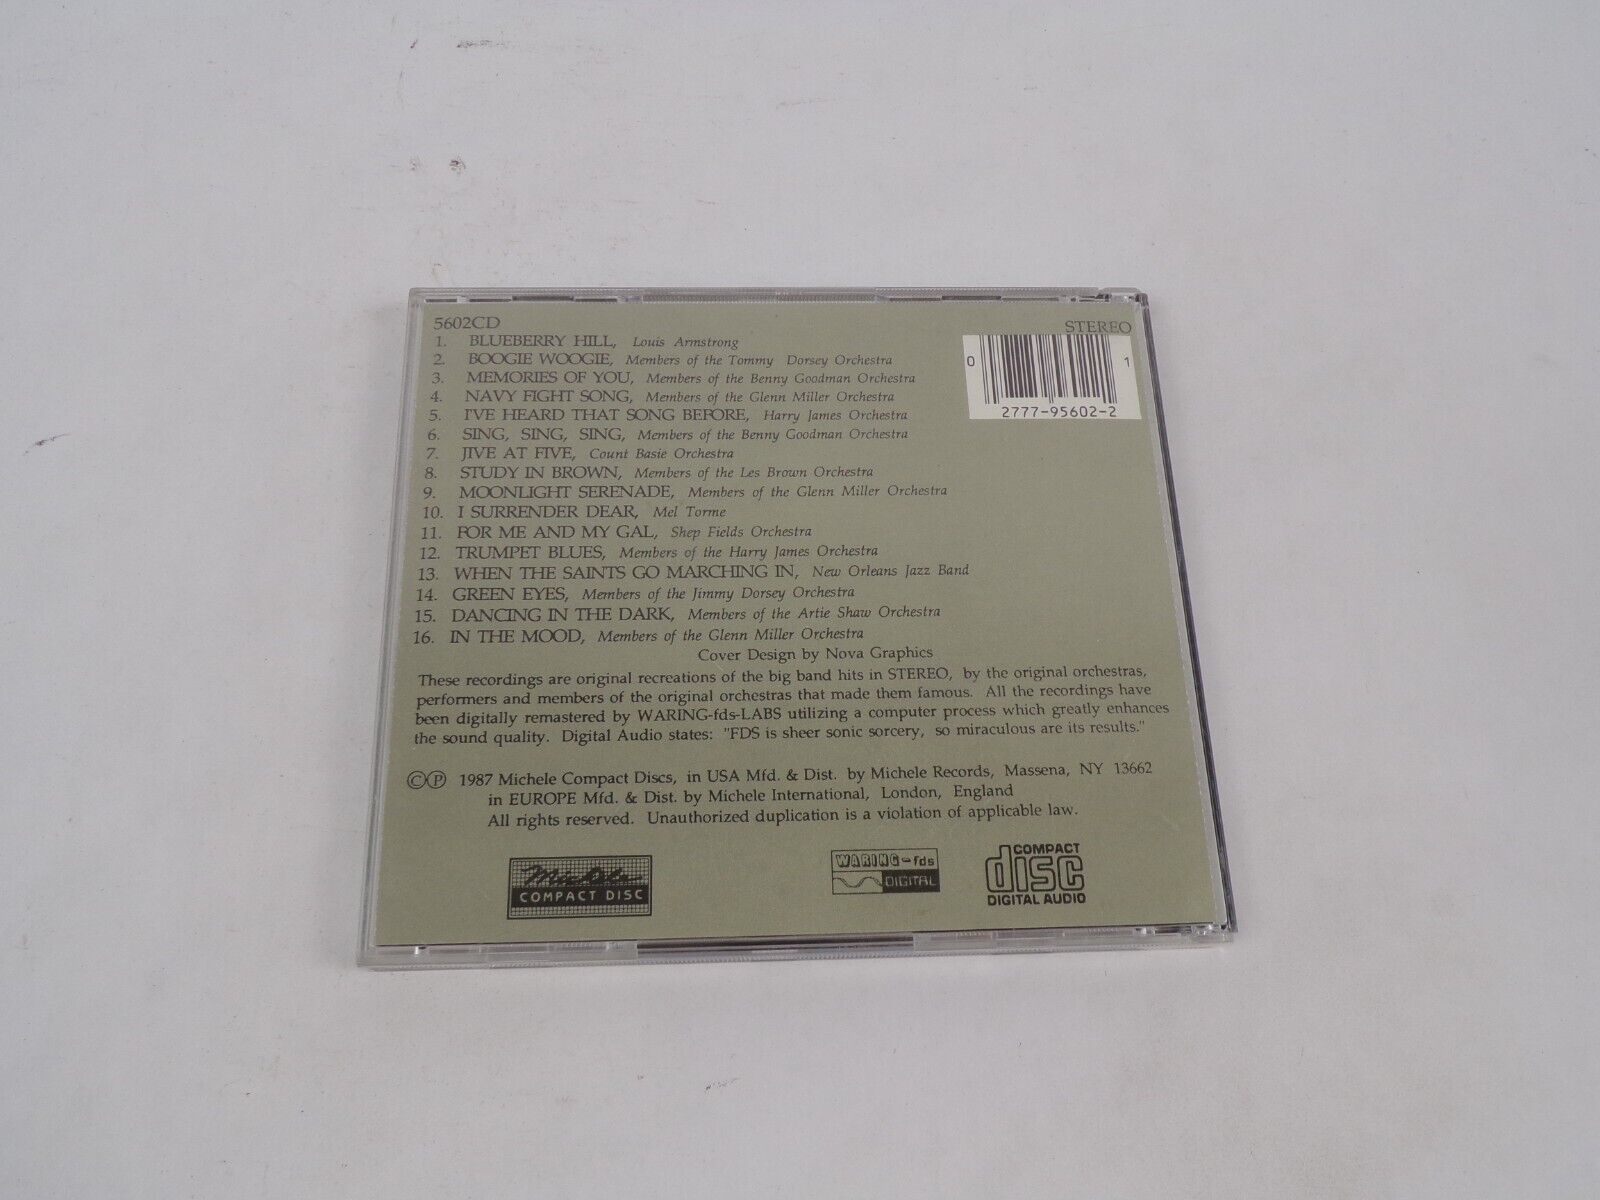 5602CD
STEREO
1. BLUEBERRY HILL, Louis Armstrong
2. BOOGIE WOOGIE, Members of the Tommy Dorsey Orchestra
3. MEMORIES OF YOU, Members of the Benny Goodman Orchestra
4. NAVY FIGHT SONG, Members of the Glenn Miller Orchestra
5. I'VE HEARD THAT SONG BEFORE, Harry James Orchestra
6. SING, SING, SING, Members of the Benny Goodman Orchestra
7. JIVE AT FIVE, Count Basie Orchestra
8. STUDY IN BROWN, Members of the Les Brown Orchestra
9. MOONLIGHT SERENADE, Members of the Glenn Miller Orchestra
10. I SURRENDER DEAR, Mel Torme
11. FOR ME AND MY GAL, Shep Fields Orchestra
12. TRUMPET BLUES, Members of the Harry James Orchestra
13. WHEN THE SAINTS GO MARCHING IN, New Orleans Jazz Band
14. GREEN EYES, Members of the Jimmy Dorsey Orchestra
15. DANCING IN THE DARK, Members of the Artie Shaw Orchestra
16. IN THE MOOD, Members of the Glenn Miller Orchestra
0 1
2777-95602-2
Cover Design by Nova Graphics
These recordings are original recreations of the big band hits in STEREO, by the original orchestras,
performers and members of the original orchestras that made them famous. All the recordings have
been digitally remastered by WARING-fds-LABS utilizing a computer process which greatly enhances
the sound quality. Digital Audio states: "FDS is sheer sonic sorcery, so miraculous are its results."
©℗ 1987 Michele Compact Discs, in USA Mfd. & Dist. by Michele Records, Massena, NY 13662
in EUROPE Mfd. & Dist. by Michele International, London, England
All rights reserved. Unauthorized duplication is a violation of applicable law.
Michele
COMPACT DISC
WARING-fds
DIGITAL
COMPACT
disc
DIGITAL AUDIO